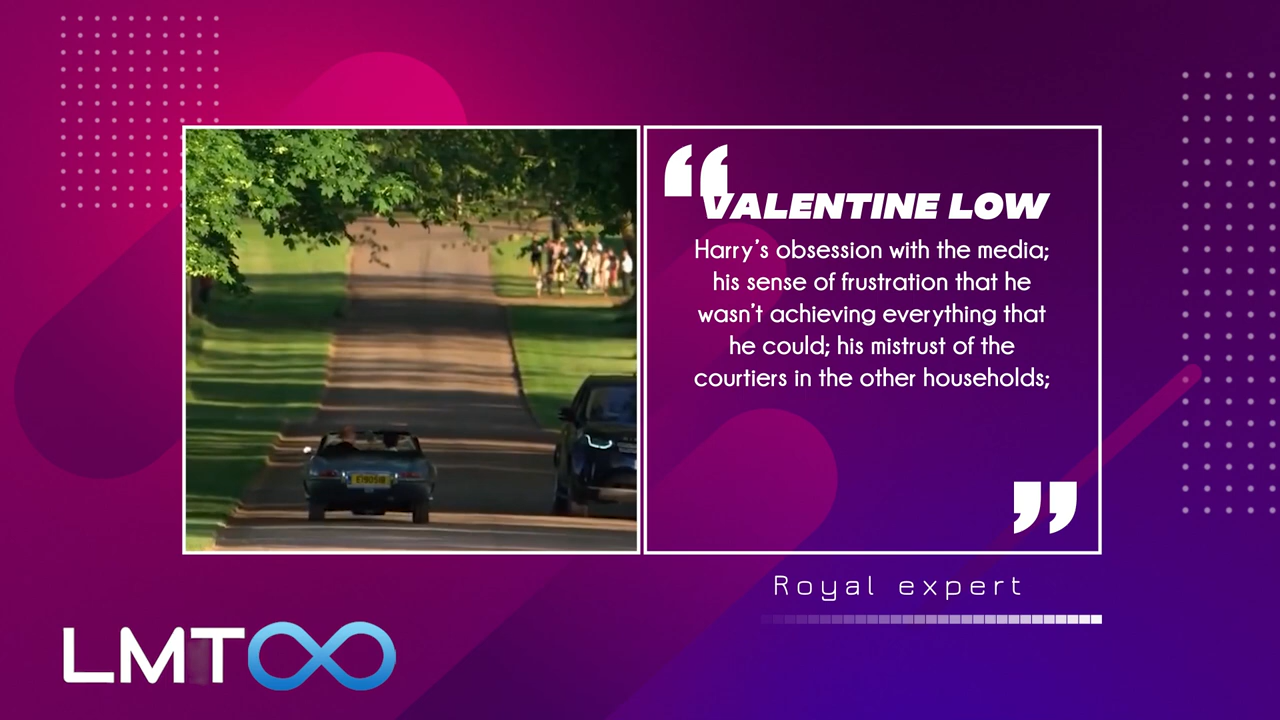 “
VALENTINE LOW
Harry’s obsession with the media;
his sense of frustration that he
wasn’t achieving everything that
he could; his mistrust of the
courtiers in the other households;
”
Royal expert
LMT